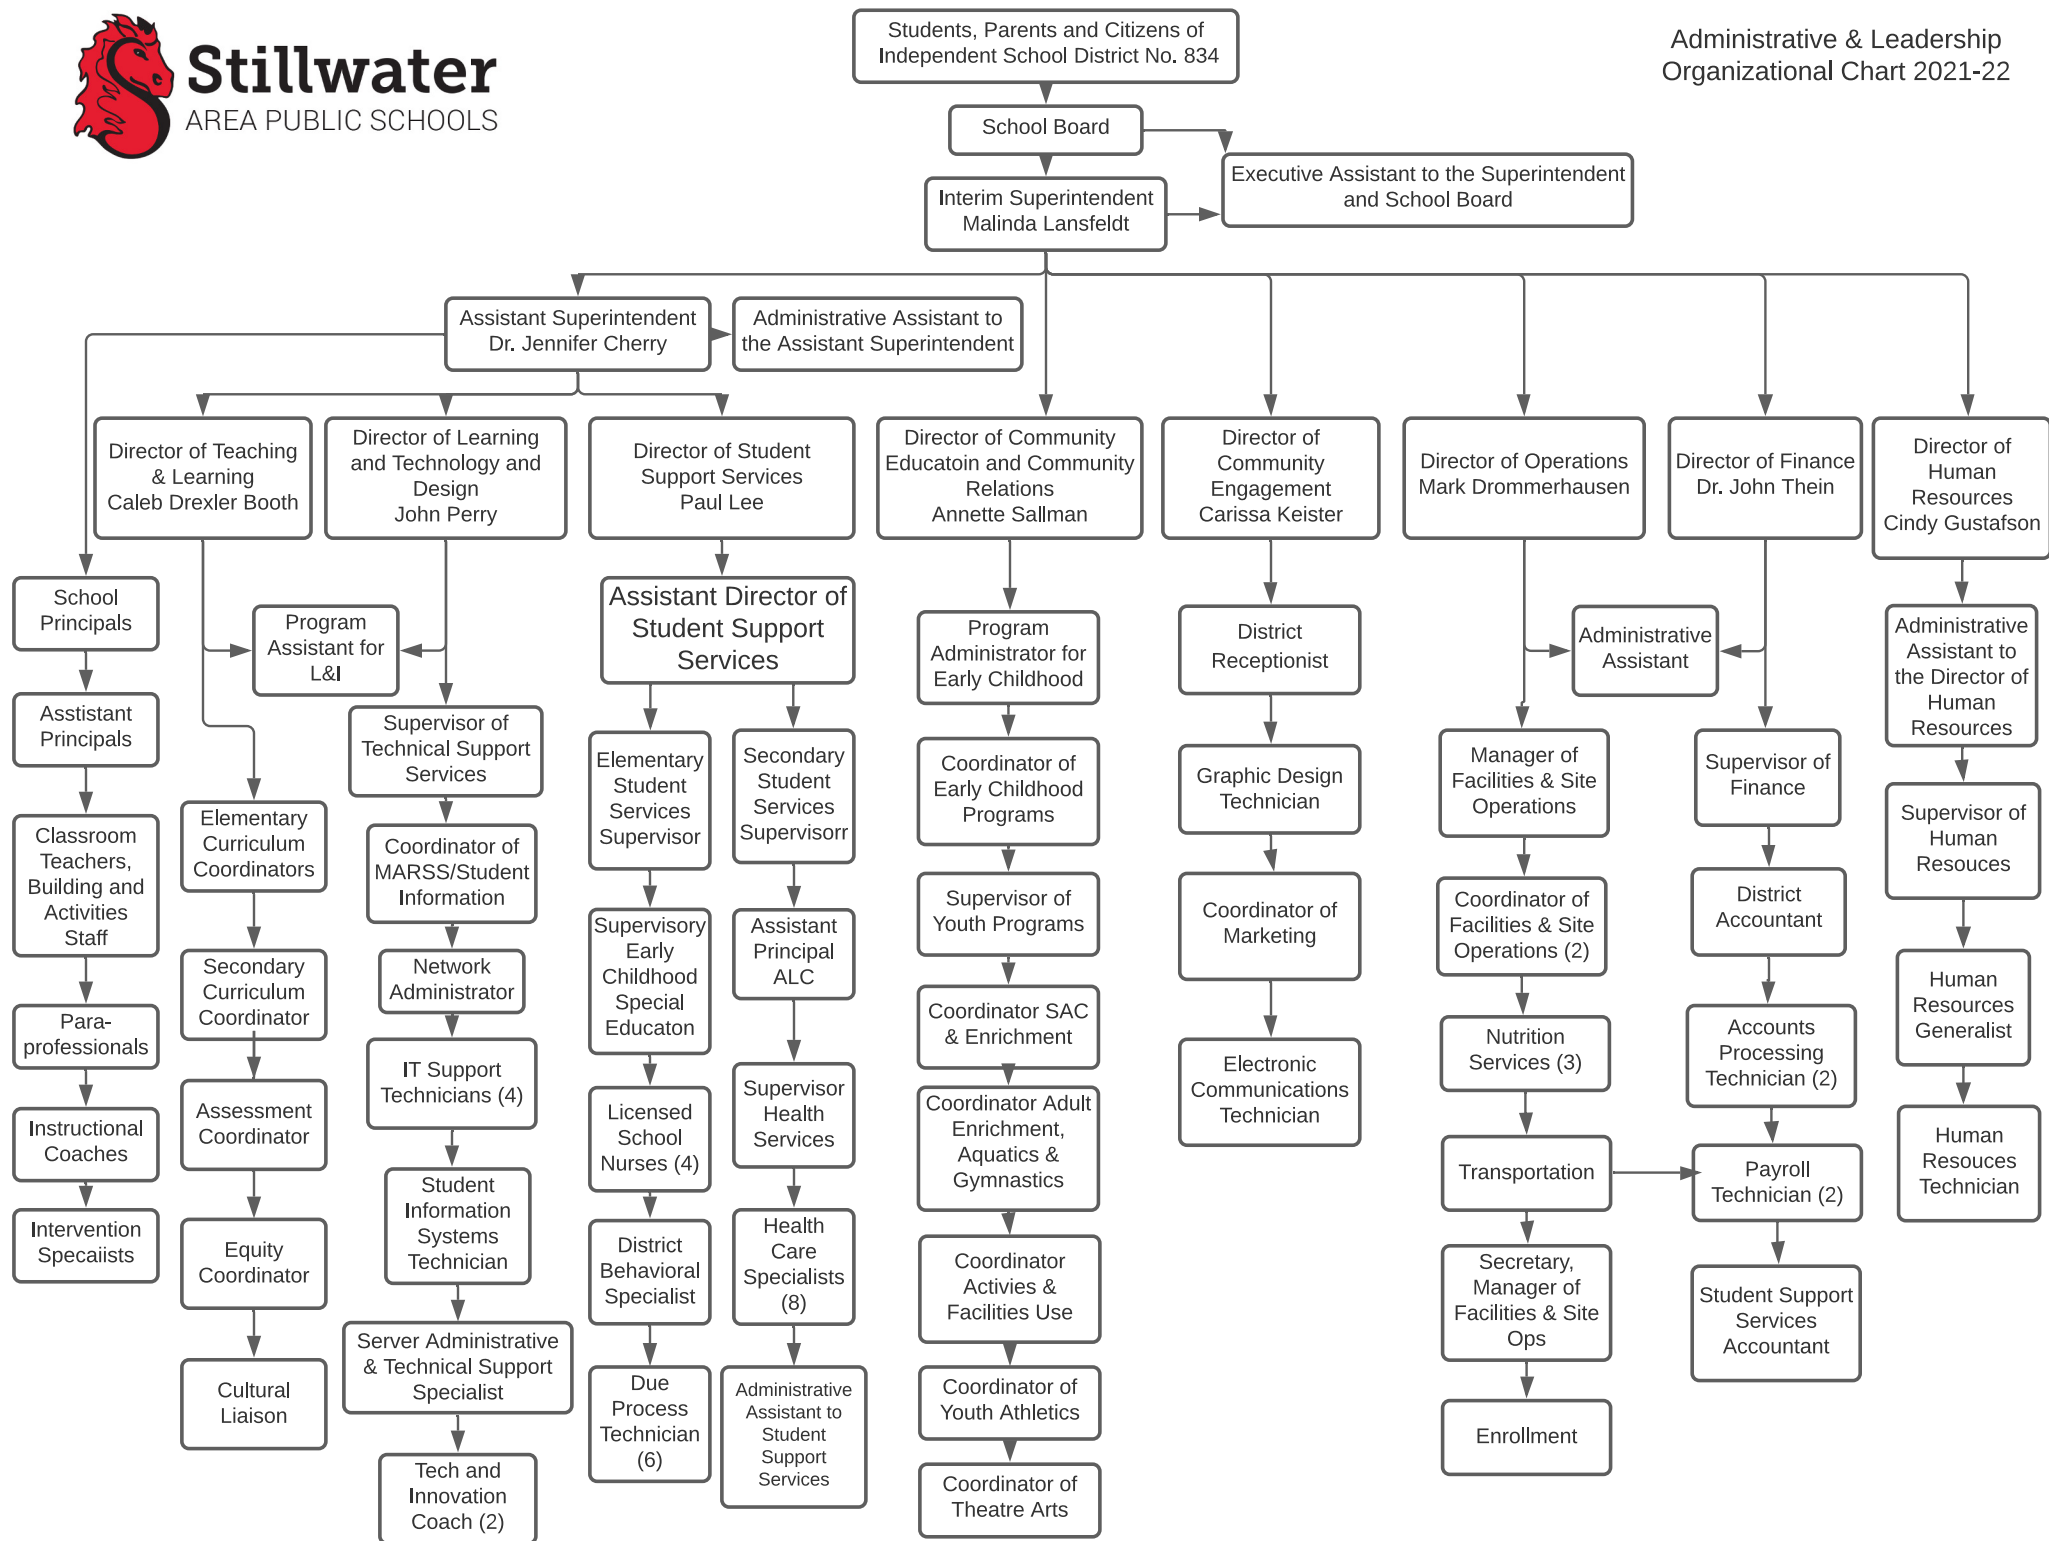 Stillwater
AREA PUBLIC SCHOOLS
Students, Parents and Citizens of
Independent School District No. 834
Administrative & Leadership
Organizational Chart 2021-22
School Board
Executive Assistant to the Superintendent
and School Board
Interim Superintendent
Malinda Lansfeldt
Assistant Superintendent
Dr. Jennifer Cherry
Administrative Assistant to
the Assistant Superintendent
Director of Teaching
& Learning
Caleb Drexler Booth
Director of Learning
and Technology and
Design
John Perry
Director of Student
Support Services
Paul Lee
Director of Community
Educatoin and Community
Relations
Annette Sallman
Director of
Community
Engagement
Carissa Keister
Director of Operations
Mark Drommerhausen
Director of Finance
Dr. John Thein
Director of
Human
Resources
Cindy Gustafson
School
Principals
Asstistant
Principals
Classroom
Teachers,
Building and
Activities
Staff
Para-
professionals
Instructional
Coaches
Intervention
Specaiists
Program
Assistant for
L&I
Elementary
Curriculum
Coordinators
Secondary
Curriculum
Coordinator
Assessment
Coordinator
Equity
Coordinator
Cultural
Liaison
Supervisor of
Technical Support
Services
Coordinator of
MARSS/Student
Information
Network
Administrator
IT Support
Technicians (4)
Student
Information
Systems
Technician
Server Administrative
& Technical Support
Specialist
Tech and
Innovation
Coach (2)
Assistant Director of
Student Support
Services
Elementary
Student
Services
Supervisor
Supervisory
Early
Childhood
Special
Educaton
Licensed
School
Nurses (4)
District
Behavioral
Specialist
Due
Process
Technician
(6)
Secondary
Student
Services
Supervisorr
Assistant
Principal
ALC
Supervisor
Health
Services
Health
Care
Specialists
(8)
Administrative
Assistant to
Student
Support
Services
Program
Administrator for
Early Childhood
Coordinator of
Early Childhood
Programs
Supervisor of
Youth Programs
Coordinator SAC
& Enrichment
Coordinator Adult
Enrichment,
Aquatics &
Gymnastics
Coordinator
Activies &
Facilities Use
Coordinator of
Youth Athletics
Coordinator of
Theatre Arts
District
Receptionist
Graphic Design
Technician
Coordinator of
Marketing
Electronic
Communications
Technician
Administrative
Assistant
Manager of
Facilities & Site
Operations
Coordinator of
Facilities & Site
Operations (2)
Nutrition
Services (3)
Transportation
Secretary,
Manager of
Facilities & Site
Ops
Enrollment
Supervisor of
Finance
District
Accountant
Accounts
Processing
Technician (2)
Payroll
Technician (2)
Student Support
Services
Accountant
Administrative
Assistant to
the Director of
Human
Resources
Supervisor of
Human
Resouces
Human
Resources
Generalist
Human
Resouces
Technician